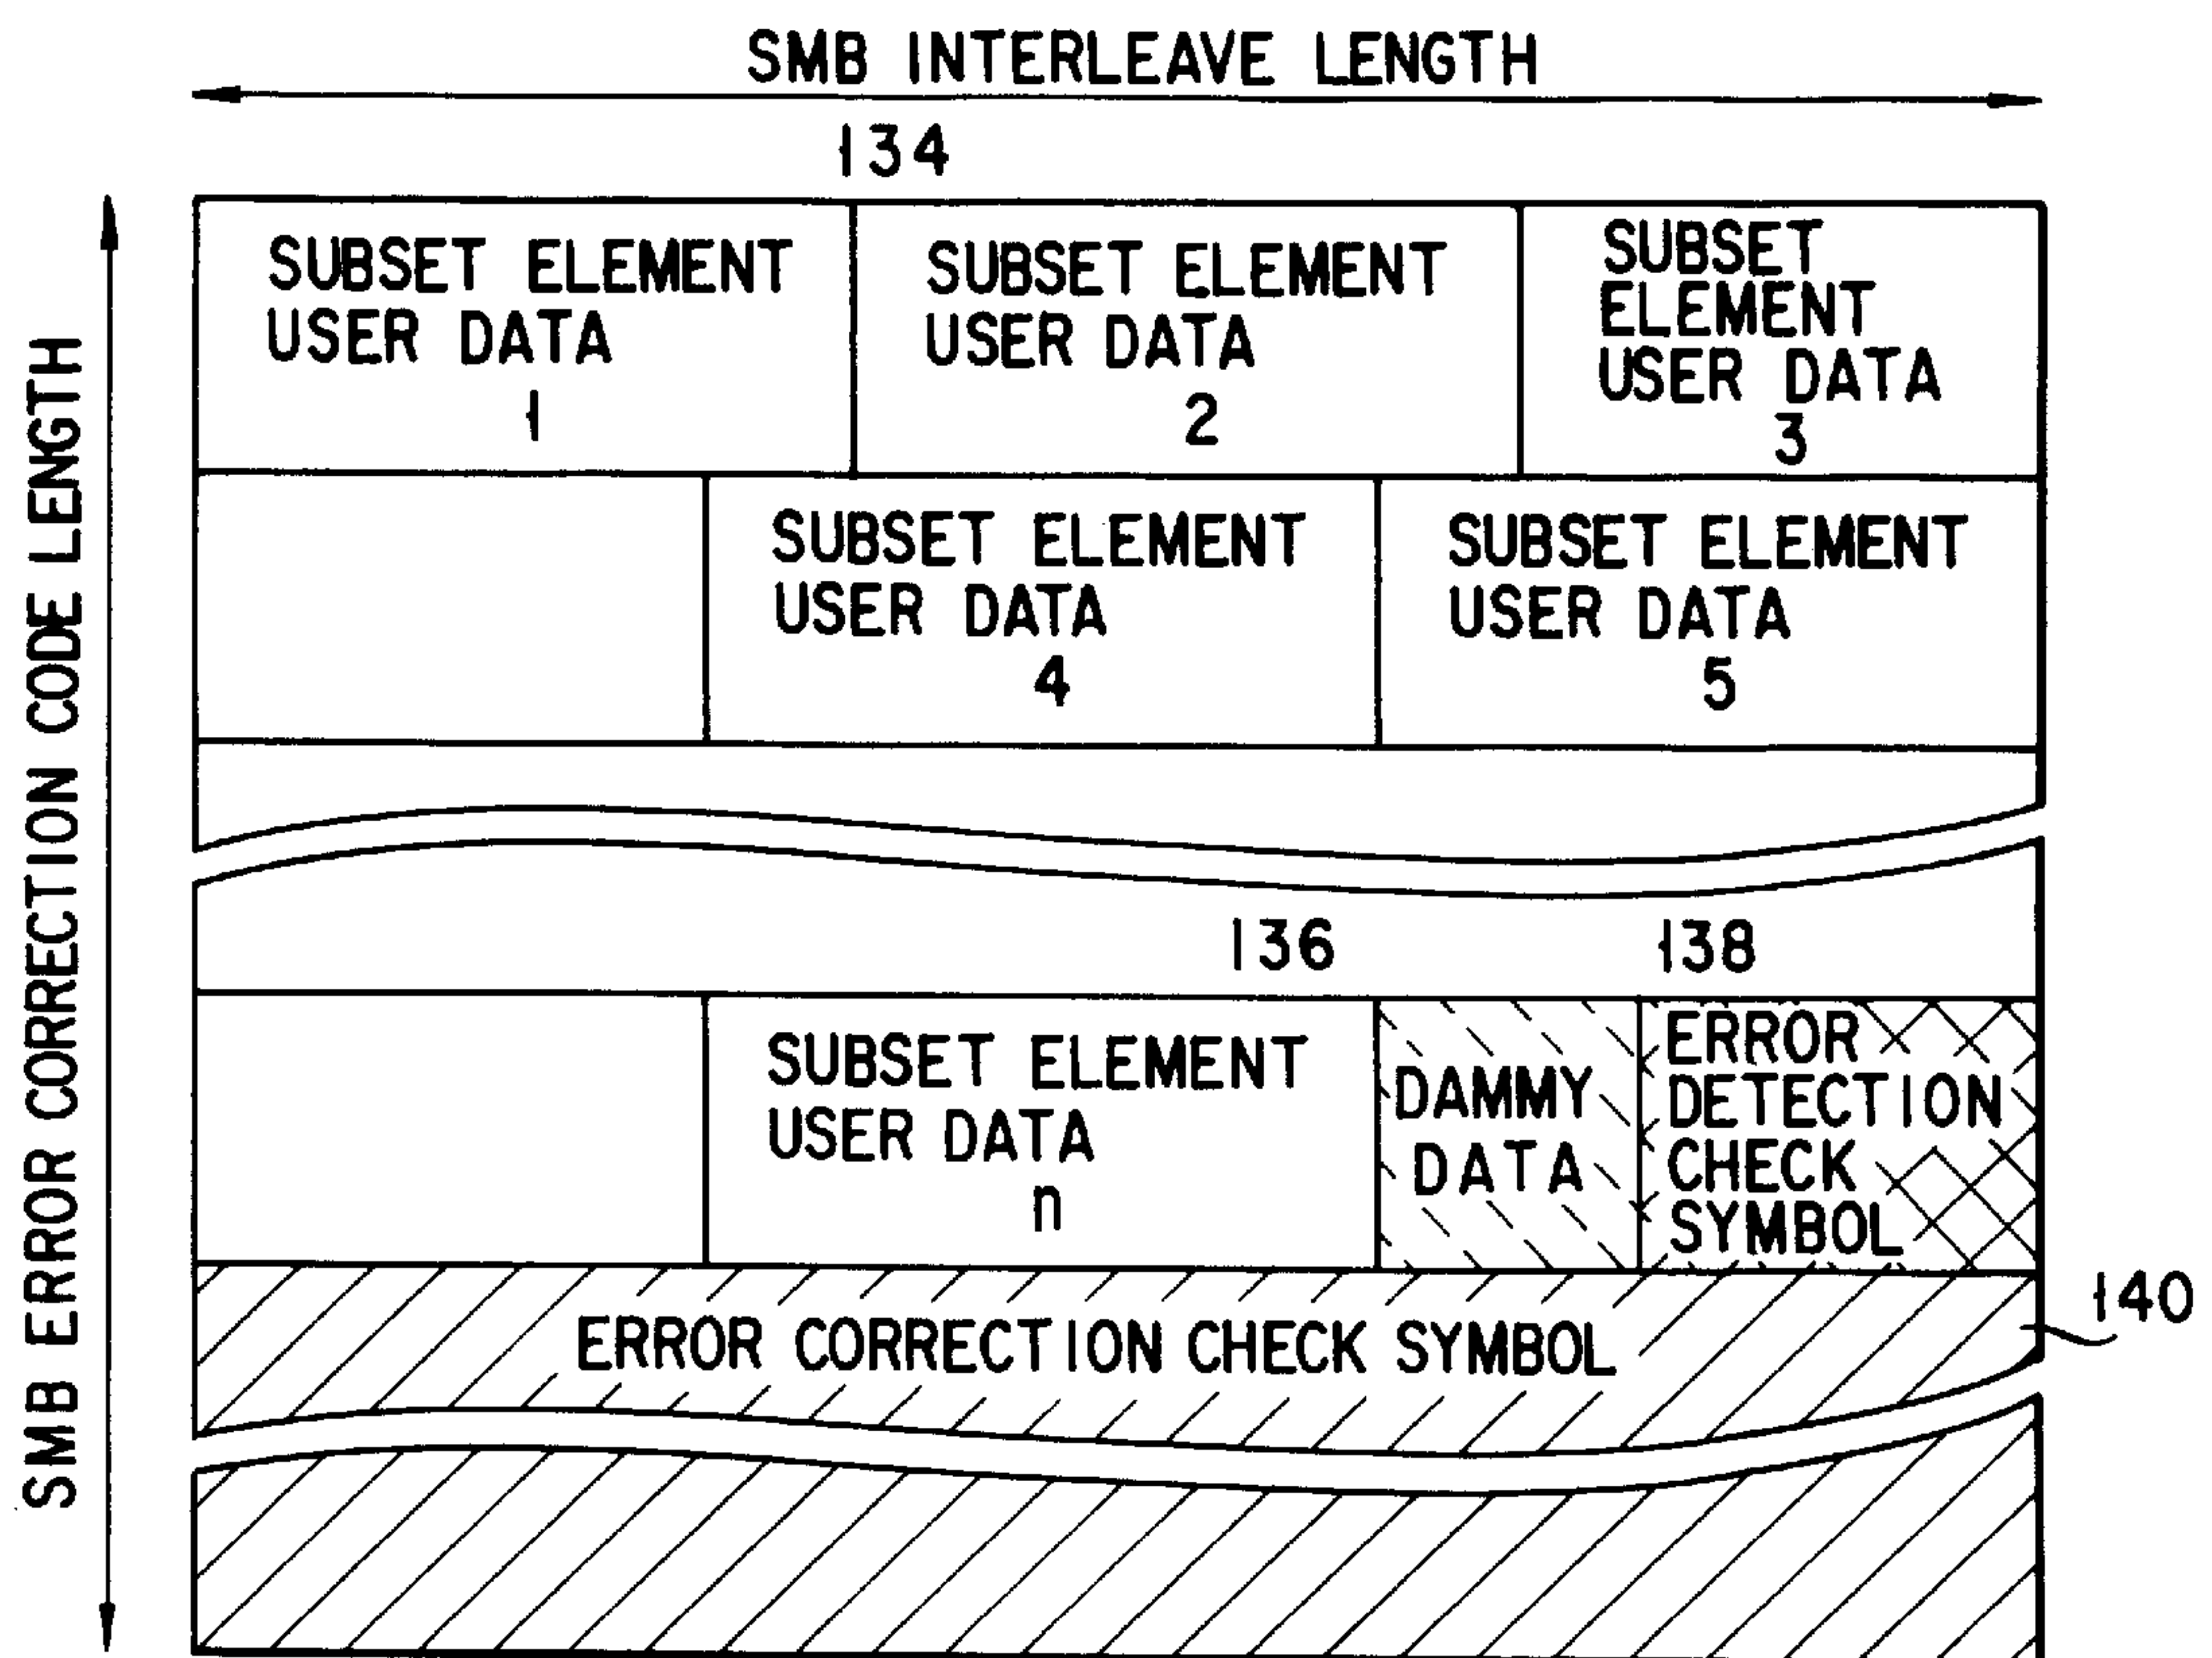 SMB INTERLEAVE LENGTH
134
SMB ERROR CORRECTION CODE LENGTH
SUBSET ELEMENT
USER DATA
1
SUBSET ELEMENT
USER DATA
2
SUBSET
ELEMENT
USER DATA
3
SUBSET ELEMENT
USER DATA
4
SUBSET ELEMENT
USER DATA
5
136
138
SUBSET ELEMENT
USER DATA
n
DAMMY
DATA
ERROR
DETECTION
CHECK
SYMBOL
ERROR CORRECTION CHECK SYMBOL
140